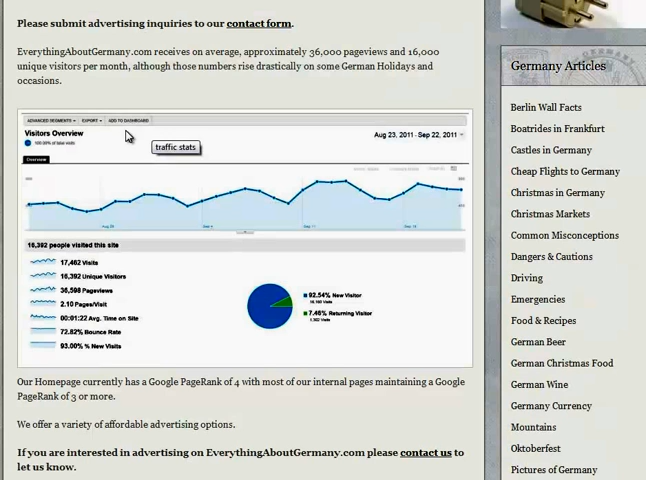 Please submit advertising inquiries to our contact form.
EverythingAboutGermany.com receives on average, approximately 36,000 pageviews and 16,000
unique visitors per month, although those numbers rise drastically on some German Holidays and
occasions.
ADVANCED SEGMENTS EXPORT ADD TO DASHBOARD
Visitors Overview
Aug 23, 2011 - Sep 22, 2011
100.00% of total visits
traffic stats
Overview
16,392 people visited this site
17,462 Visits
16,392 Unique Visitors
36,598 Pageviews
2.10 Pages/Visit
00:01:22 Avg. Time on Site
72.82% Bounce Rate
93.00% % New Visits
92.54% New Visitor
7.46% Returning Visitor
Our Homepage currently has a Google PageRank of 4 with most of our internal pages maintaining a Google
PageRank of 3 or more.
We offer a variety of affordable advertising options.
If you are interested in advertising on EverythingAboutGermany.com please contact us to
let us know.
Germany Articles
Berlin Wall Facts
Boatrides in Frankfurt
Castles in Germany
Cheap Flights to Germany
Christmas in Germany
Christmas Markets
Common Misconceptions
Dangers & Cautions
Driving
Emergencies
Food & Recipes
German Beer
German Christmas Food
German Wine
Germany Currency
Mountains
Oktoberfest
Pictures of Germany